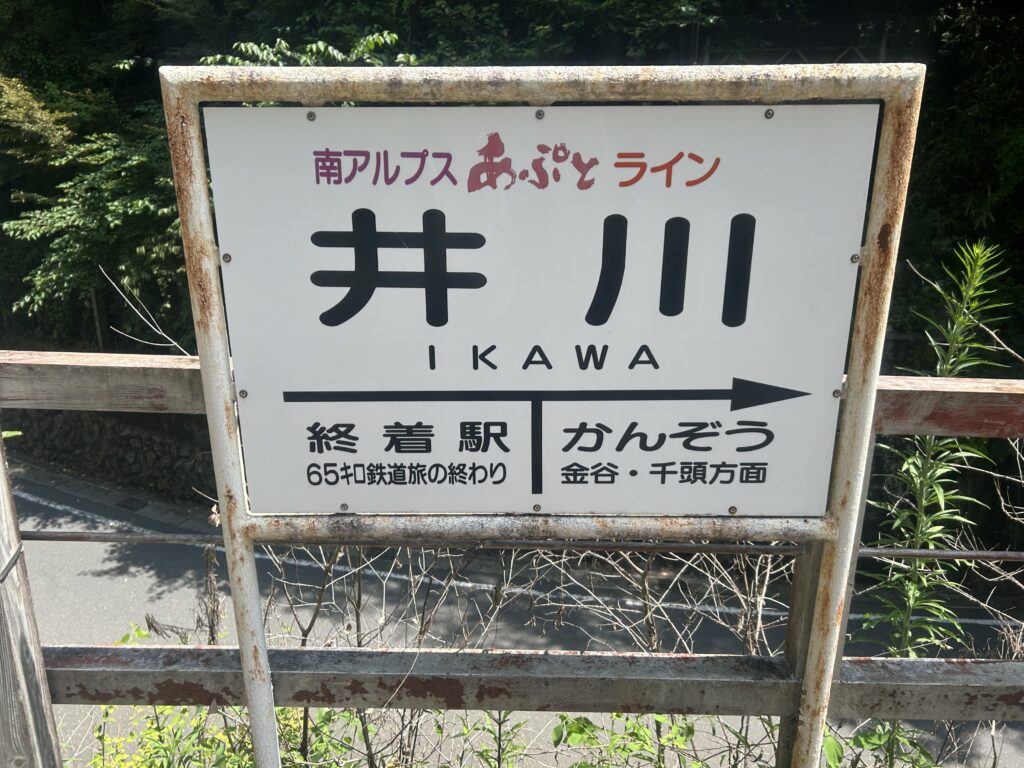 南アルプスあぷとライン
井川
IKAWA
終着駅
65キロ鉄道旅の終わり
かんぞう
金谷・千頭方面